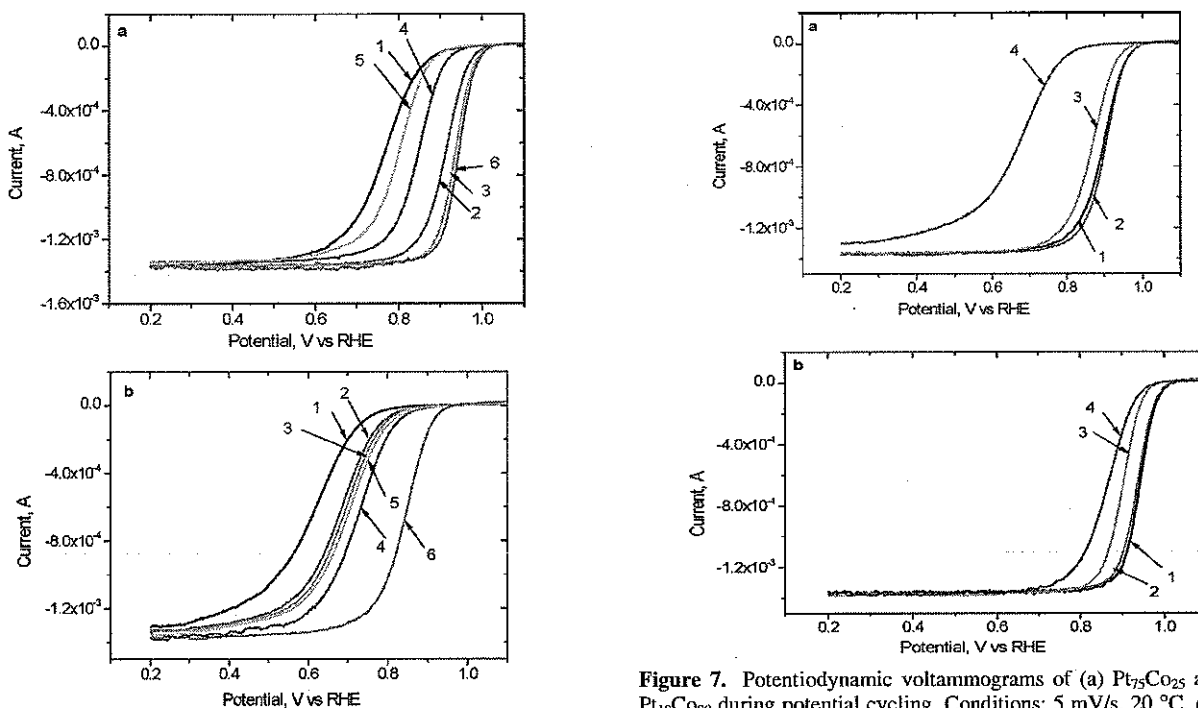 a
0.0
-4.0x10⁻⁴
-8.0x10⁻⁴
-1.2x10⁻³
-1.6x10⁻³
Current, A
1
4
5
6
3
2
0.2 0.4 0.6 0.8 1.0
Potential, V vs RHE
b
0.0
-4.0x10⁻⁴
-8.0x10⁻⁴
-1.2x10⁻³
Current, A
1
2
3
5
4
6
0.2 0.4 0.6 0.8 1.0
Potential, V vs RHE
a
0.0
-4.0x10⁻⁴
-8.0x10⁻⁴
-1.2x10⁻³
Current, A
4
3
2
1
0.2 0.4 0.6 0.8 1.0
Potential, V vs RHE
b
0.0
-4.0x10⁻⁴
-8.0x10⁻⁴
-1.2x10⁻³
Current, A
4
3
1
2
0.2 0.4 0.6 0.8 1.0
Potential, V vs RHE
Figure 7. Potentiodynamic voltammograms of (a) Pt₇₅Co₂₅
during potential cycling. Conditions: 5 mV/s, 20 °C,